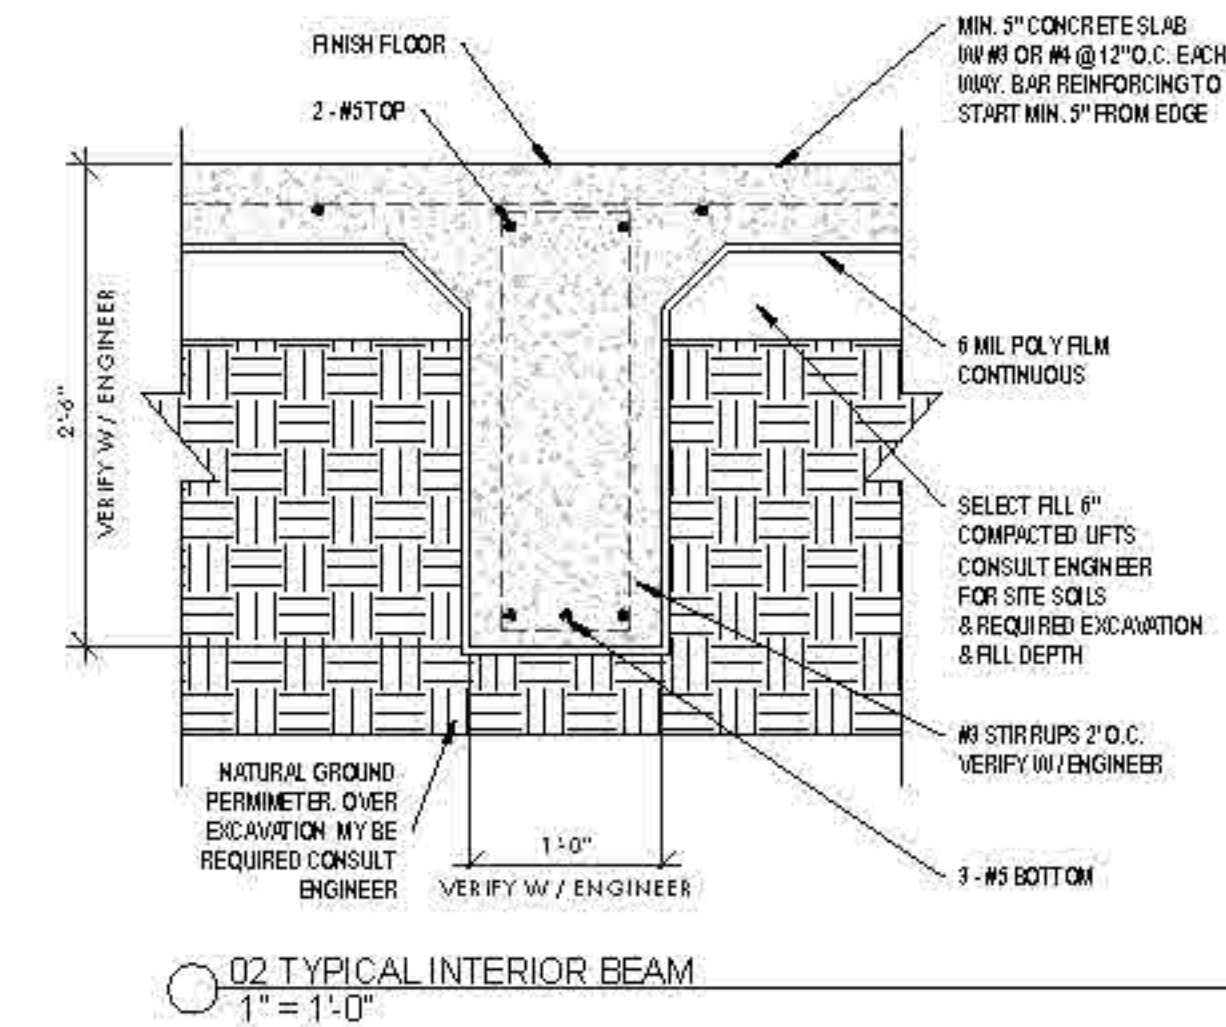 FINISH FLOOR
2 - #5 TOP
MIN. 5" CONCRETE SLAB
W/ #3 OR #4 @ 12" O.C. EACH
WAY. BAR REINFORCING TO
START MIN. 5" FROM EDGE
2'-6"
VERIFY W / ENGINEER
6 MIL POLY FILM
CONTINUOUS
SELECT FILL 6"
COMPACTED LIFTS
CONSULT ENGINEER
FOR SITE SOILS
& REQUIRED EXCAVATION
& FILL DEPTH
#3 STIRRUPS 2' O.C.
VERIFY W / ENGINEER
NATURAL GROUND
PERMIMETER. OVER
EXCAVATION MY BE
REQUIRED CONSULT
ENGINEER
1'-0"
VERIFY W / ENGINEER
3 - #5 BOTTOM
02 TYPICAL INTERIOR BEAM
1" = 1'-0"